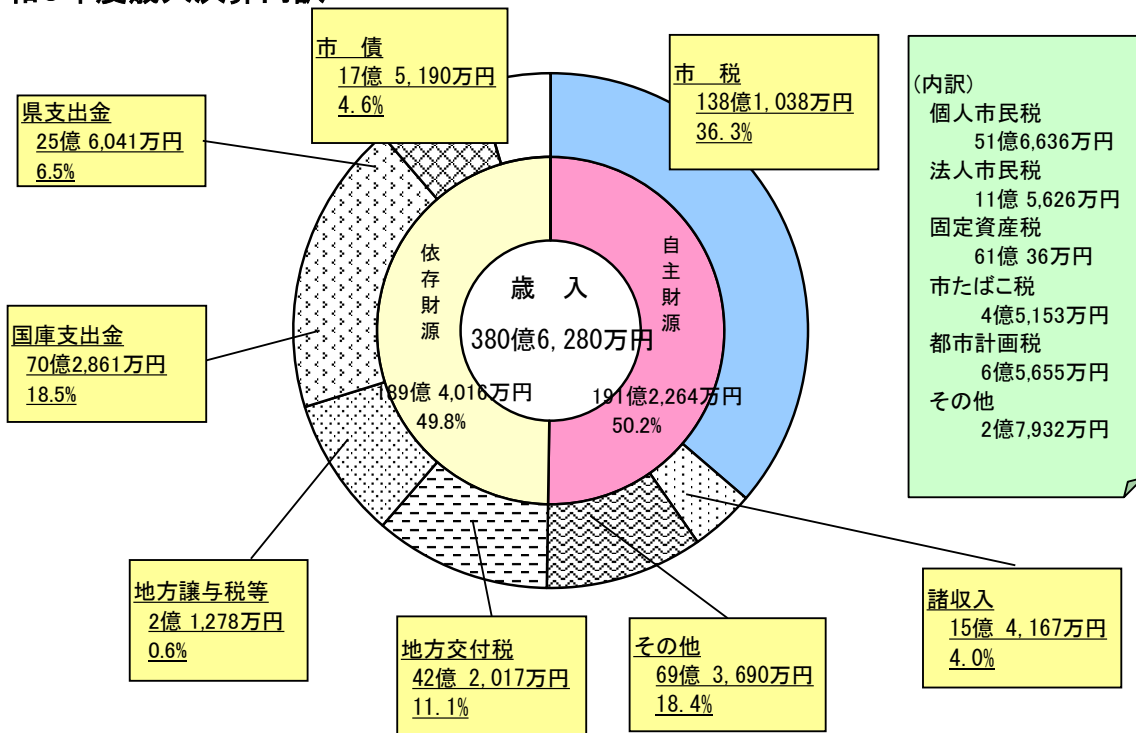 市　債
17億 5,190万円
4.6%
市　税
138億1,038万円
36.3%
県支出金
25億 6,041万円
6.5%
国庫支出金
70億2,861万円
18.5%
地方譲与税等
2億 1,278万円
0.6%
地方交付税
42億 2,017万円
11.1%
その他
69億 3,690万円
18.4%
諸収入
15億 4,167万円
4.0%
依存財源
189億 4,016万円
49.8%
歳　入
380億6,280万円
自主財源
191億2,264万円
50.2%
(内訳)
個人市民税
51億6,636万円
法人市民税
11億 5,626万円
固定資産税
61億 36万円
市たばこ税
4億5,153万円
都市計画税
6億5,655万円
その他
2億7,932万円